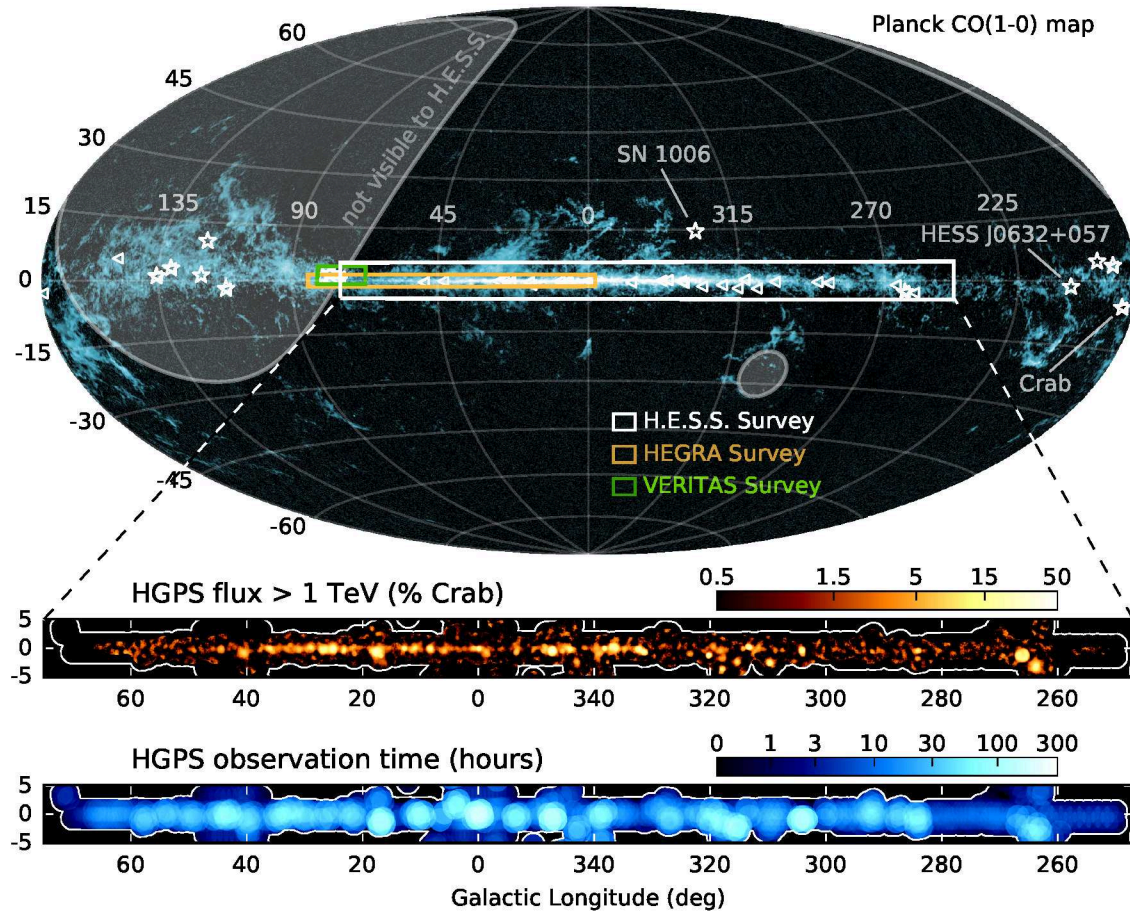 Planck CO(1-0) map
60
45
30
15
0
-15
-30
-45
-60
not visible to H.E.S.S.
135
90
45
0
315
270
225
SN 1006
HESS J0632+057
Crab
H.E.S.S. Survey
HEGRA Survey
VERITAS Survey
HGPS flux > 1 TeV (% Crab)
0.5 1.5 5 15 50
5
0
-5
60 40 20 0 340 320 300 280 260
HGPS observation time (hours)
0 1 3 10 30 100 300
5
0
-5
60 40 20 0 340 320 300 280 260
Galactic Longitude (deg)